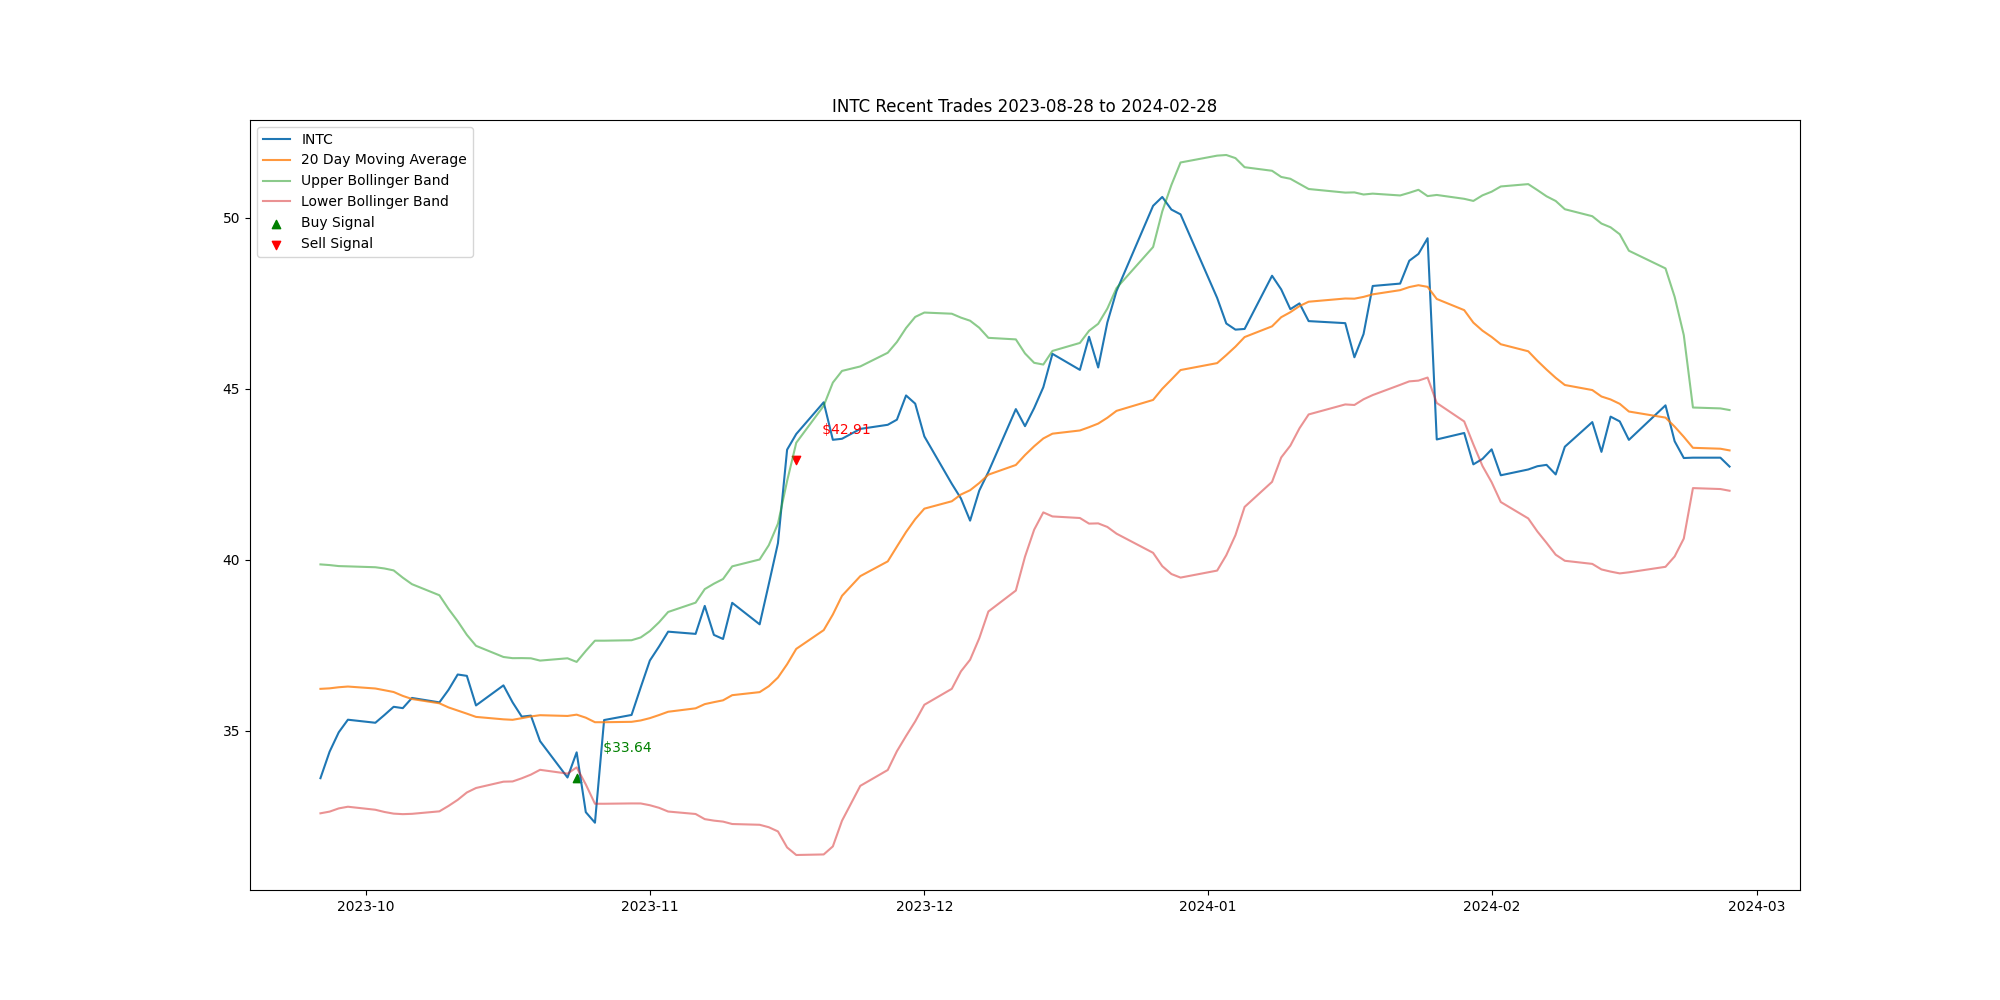 INTC Recent Trades 2023-08-28 to 2024-02-28
INTC
20 Day Moving Average
Upper Bollinger Band
Lower Bollinger Band
Buy Signal
Sell Signal
50
45
40
35
$42.91
$33.64
2023-10
2023-11
2023-12
2024-01
2024-02
2024-03